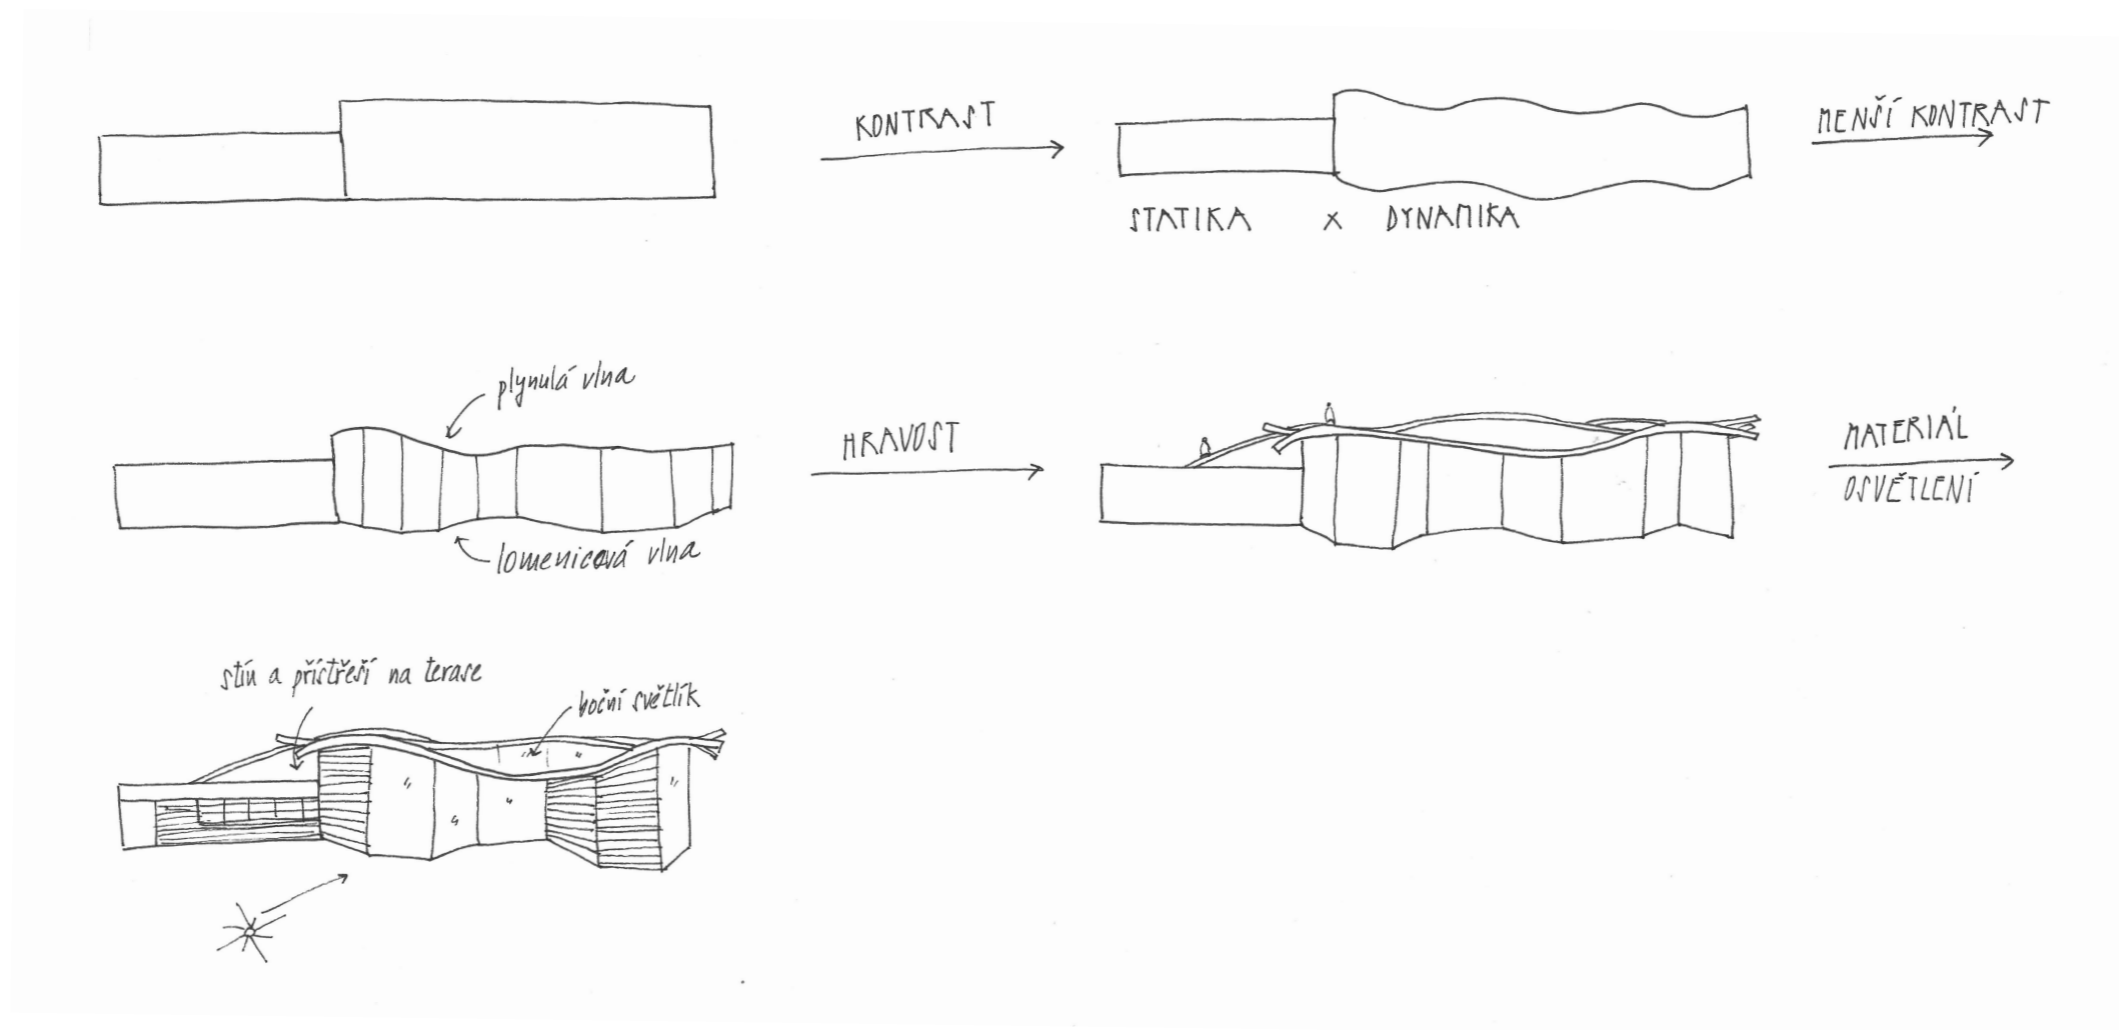 KONTRAST
MENŠÍ KONTRAST
STATIKA x DYNAMIKA
plynulá vlna
lomenicová vlna
HRAVOST
MATERIÁL
OSVĚTLENÍ
stín a přístřeší na terase
boční světlík